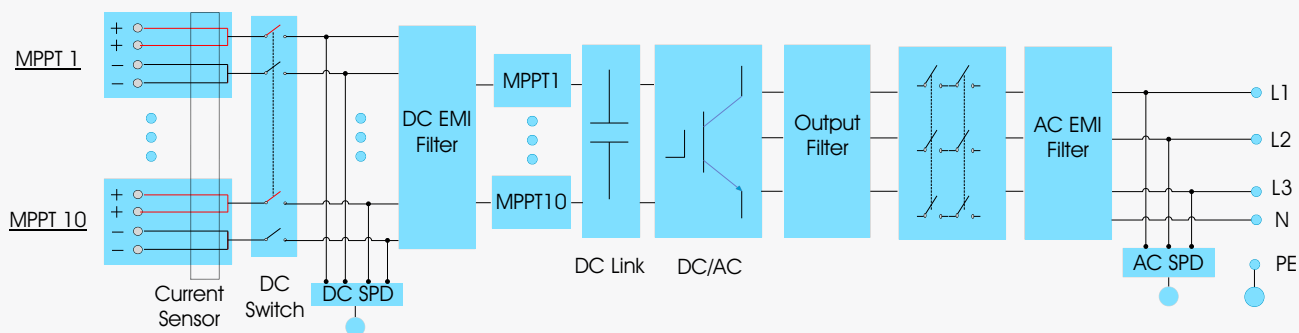 +
+
MPPT 1
−
−
+
+
MPPT 10
−
−
Current
Sensor
DC
Switch
DC SPD
DC EMI
Filter
MPPT1
MPPT10
DC Link
DC/AC
Output
Filter
AC EMI
Filter
L1
L2
L3
N
AC SPD
PE